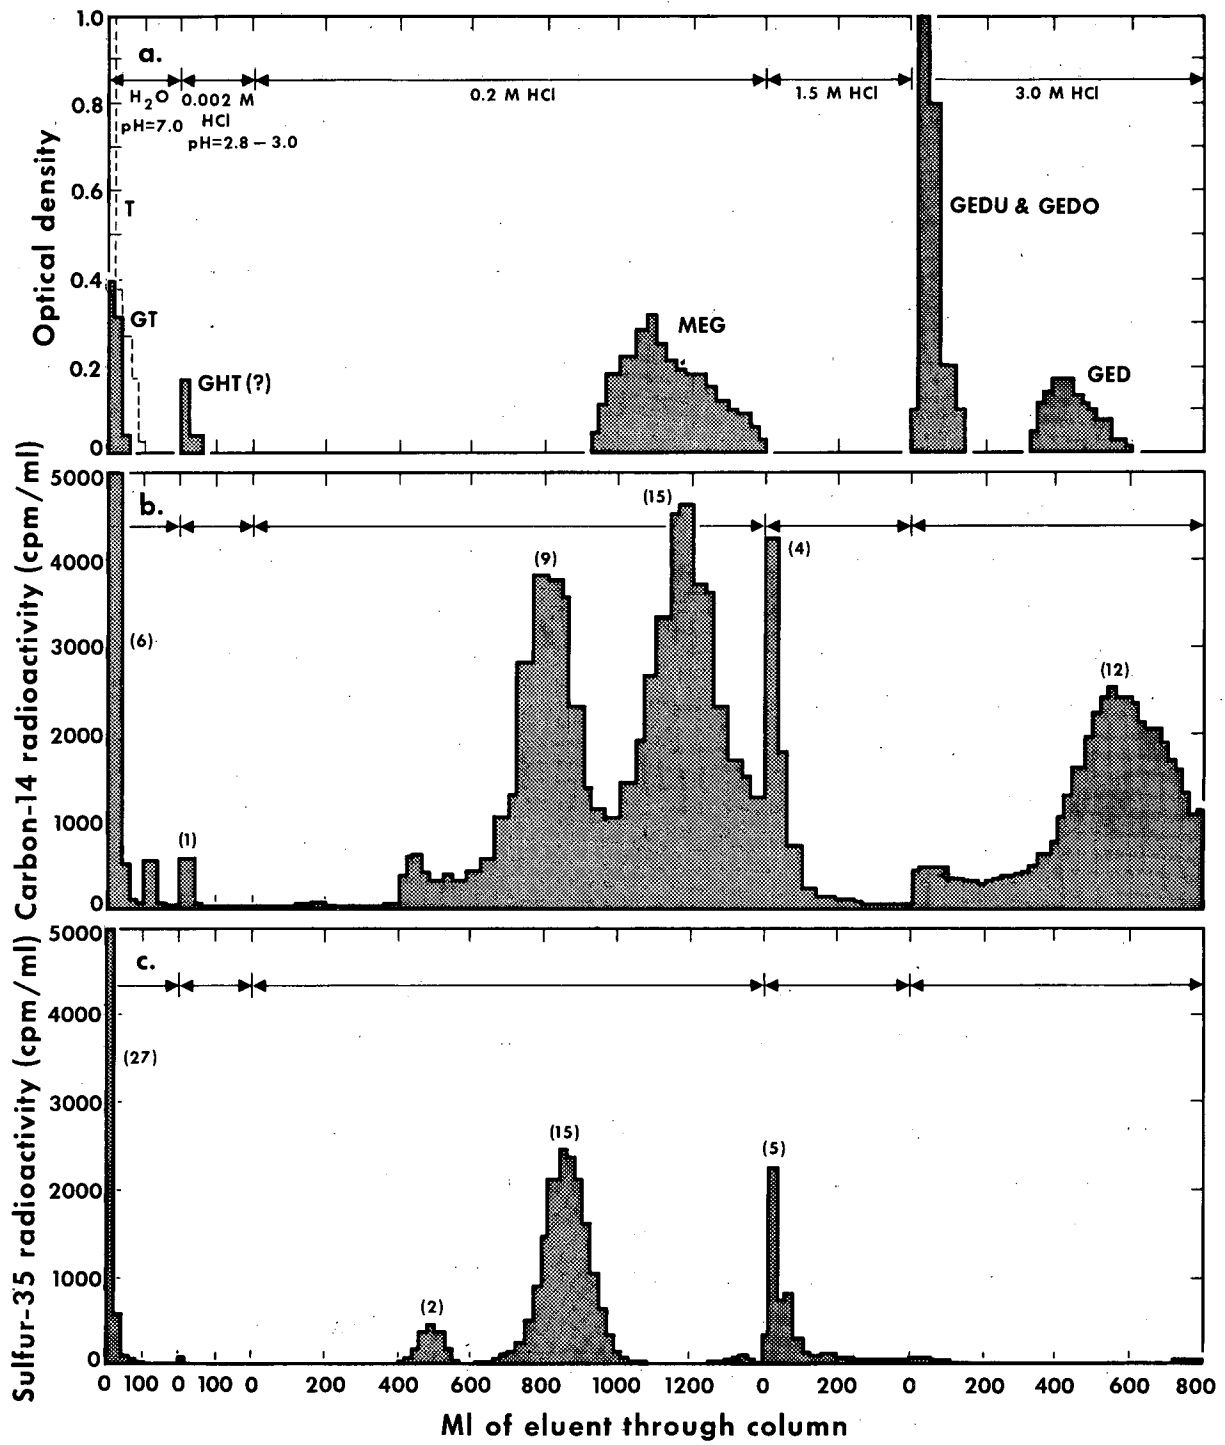 1.0
a.
H₂O
pH=7.0
0.002 M
HCl
pH=2.8 – 3.0
0.2 M HCl
1.5 M HCl
3.0 M HCl
0.8
0.6
0.4
0.2
0
Optical density
T
GT
GHT (?)
MEG
GEDU & GEDO
GED
5000
4000
3000
2000
1000
0
Carbon-14 radioactivity (cpm/ml)
b.
(6)
(1)
(9)
(15)
(4)
(12)
5000
4000
3000
2000
1000
0
Sulfur-35 radioactivity (cpm/ml)
c.
(27)
(2)
(15)
(5)
0 100 0 100 0 200 400 600 800 1000 1200 0 200 0 200 400 600 800
Ml of eluent through column